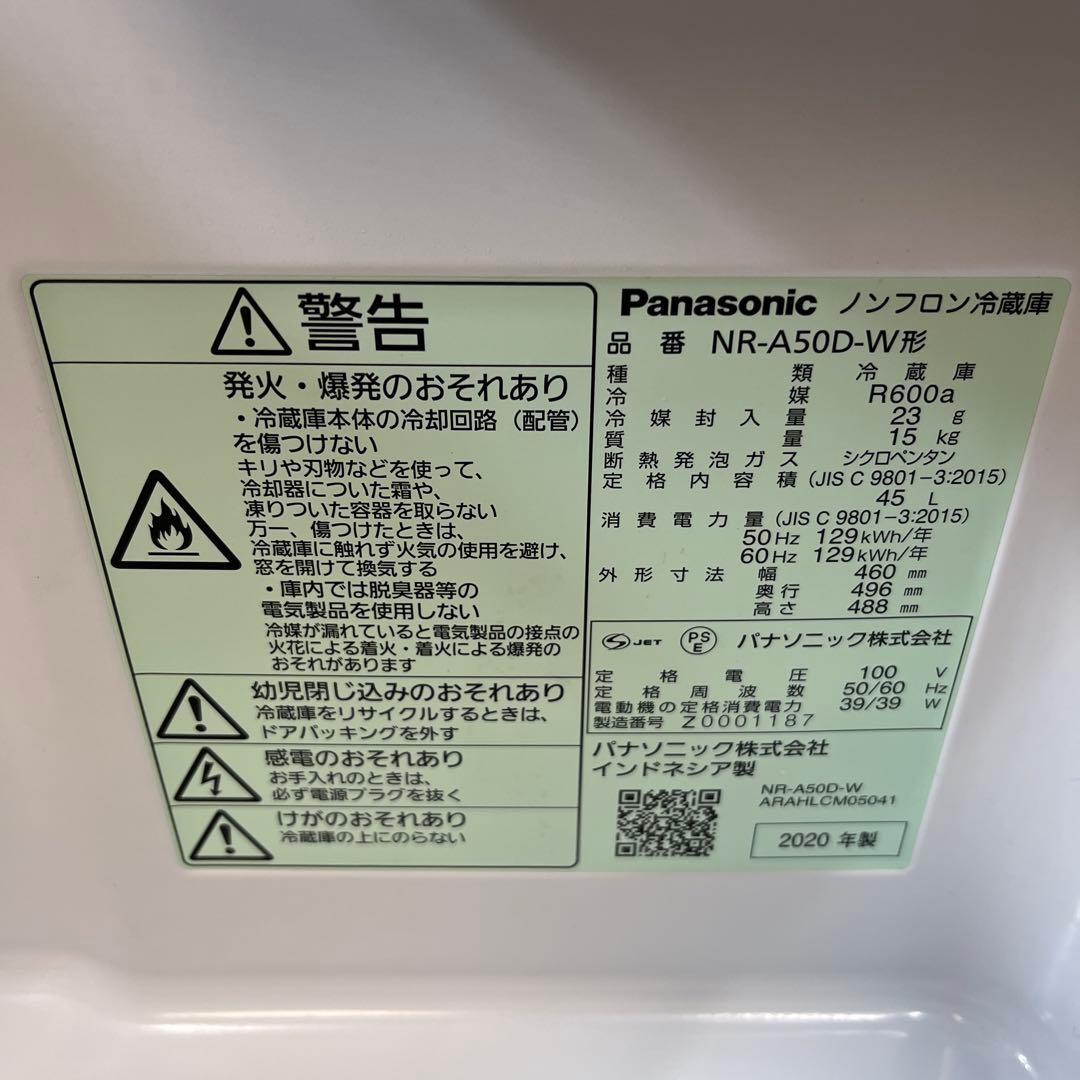 警告
発火・爆発のおそれあり
・冷蔵庫本体の冷却回路（配管）
を傷つけない
キリや刃物などを使って、
冷却器についた霜や、
凍りついた容器を取らない
万一、傷つけたときは、
冷蔵庫に触れず火気の使用を避け、
窓を開けて換気する
・庫内では脱臭器等の
電気製品を使用しない
冷媒が漏れていると電気製品の接点の
火花による着火・着火による爆発の
おそれがあります
幼児閉じ込みのおそれあり
冷蔵庫をリサイクルするときは、
ドアパッキングを外す
感電のおそれあり
お手入れのときは、
必ず電源プラグを抜く
けがのおそれあり
冷蔵庫の上にのらない
Panasonic ノンフロン冷蔵庫
品番 NR-A50D-W形
種類 冷蔵庫
冷媒 R600a
冷媒封入量 23 g
質量 15 kg
断熱発泡ガス シクロペンタン
定格内容積 (JIS C 9801-3:2015)
45 L
消費電力量 (JIS C 9801-3:2015)
50Hz 129kWh/年
60Hz 129kWh/年
外形寸法 幅 460 mm
奥行 496 mm
高さ 488 mm
S JET PSE パナソニック株式会社
定格電圧 100 V
定格周波数 50/60 Hz
電動機の定格消費電力 39/39 W
製造番号 Z0001187
パナソニック株式会社
インドネシア製
NR-A50D-W
ARAHLCM05041
2020 年製